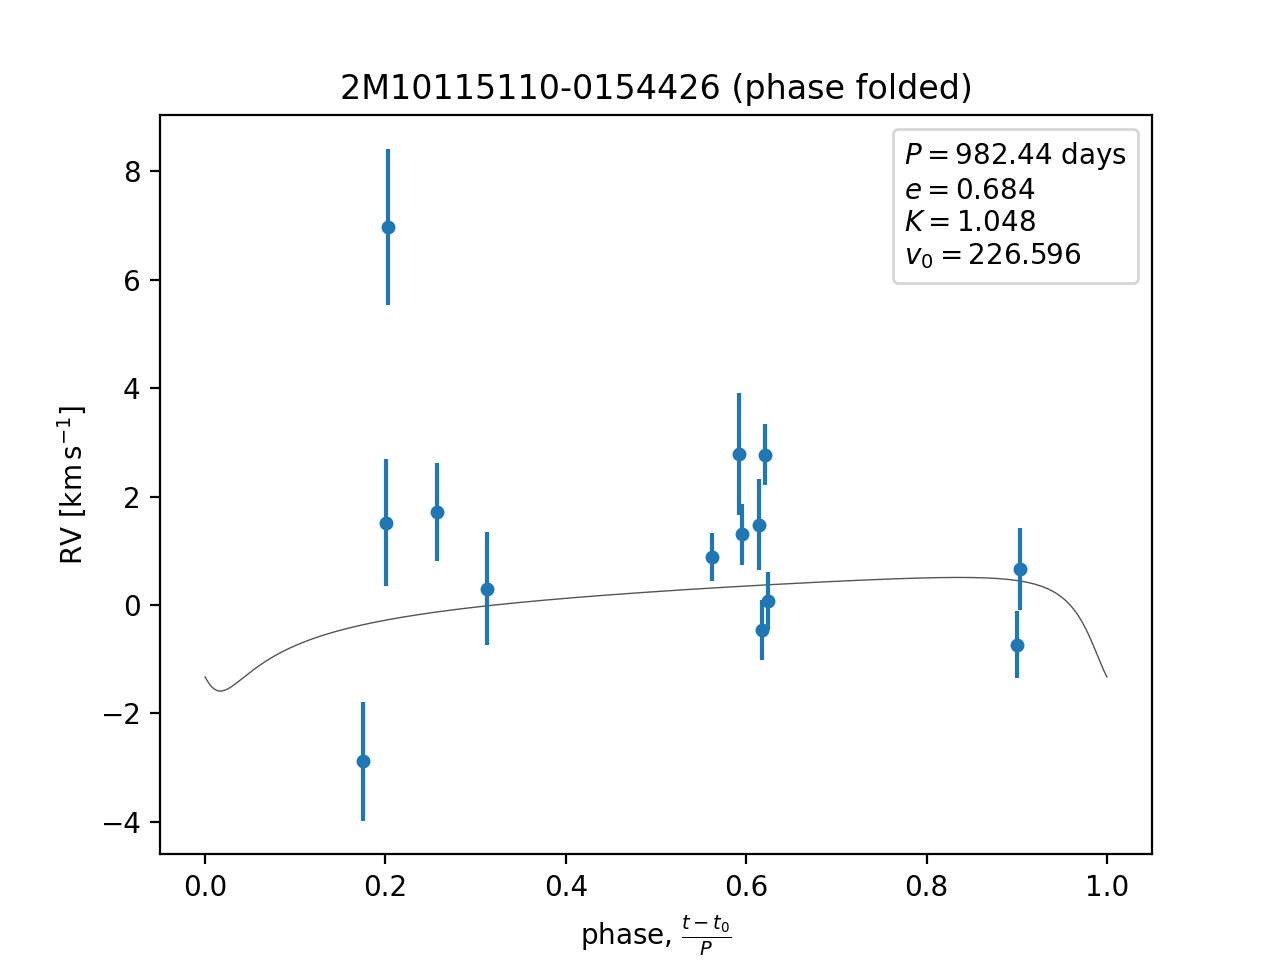 2M10115110-0154426 (phase folded)
P = 982.44 days
e = 0.684
K = 1.048
v₀ = 226.596
8
6
4
2
0
−2
−4
RV [km s⁻¹]
0.0 0.2 0.4 0.6 0.8 1.0
phase, (t − t₀)/P